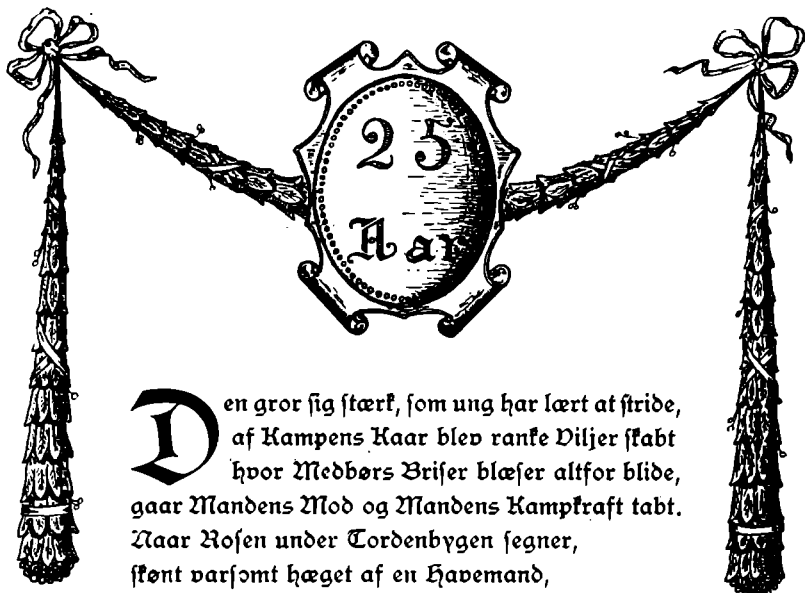 25
Aar
Den gror sig stærk, som ung har lært at stride,
af Kampens Kaar blev ranke Viljer skabt
hvor Medbørs Briser blæser altfor blide,
gaar Mandens Mod og Mandens Kampkraft tabt.
Naar Rosen under Tordenbygen segner,
skønt varsomt hæget af en Havemand,